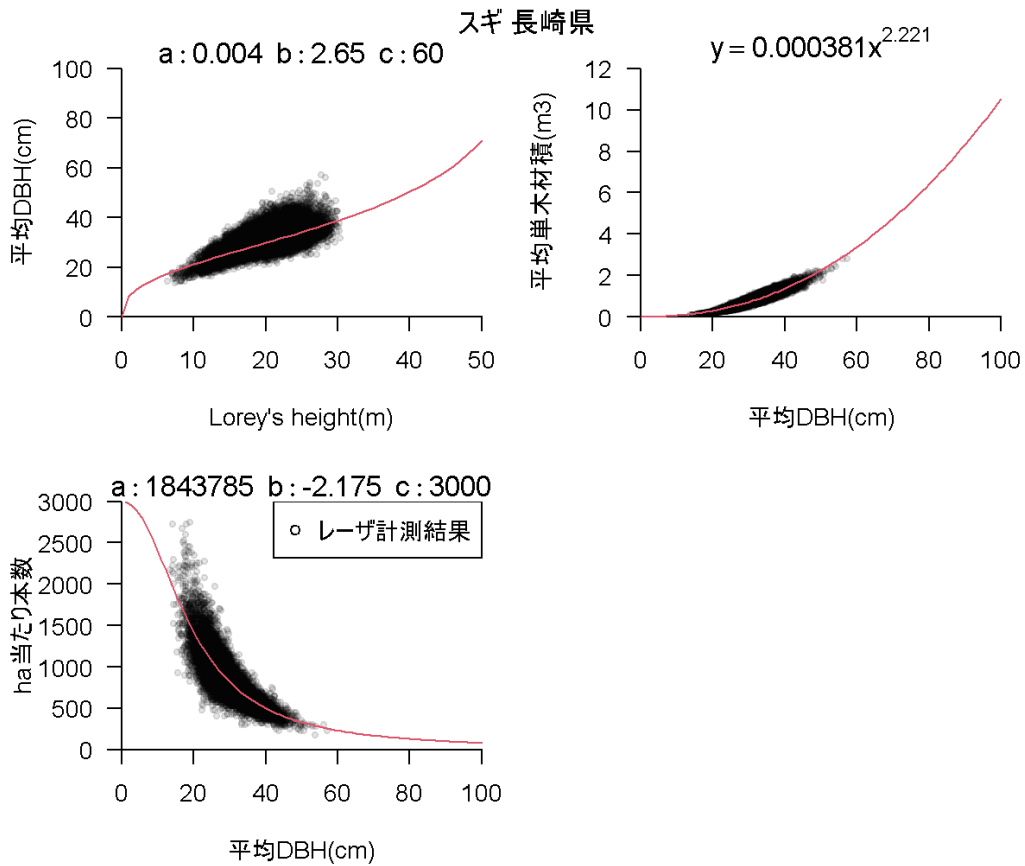 スギ 長崎県
a : 0.004 b : 2.65 c : 60
平均DBH(cm)
100
80
60
40
20
0
0 10 20 30 40 50
Lorey's height(m)
y = 0.000381x^2.221
平均単木材積(m3)
12
10
8
6
4
2
0
0 20 40 60 80 100
平均DBH(cm)
a : 1843785 b : -2.175 c : 3000
ha当たり本数
3000
2500
2000
1500
1000
500
0
レーザ計測結果
0 20 40 60 80 100
平均DBH(cm)